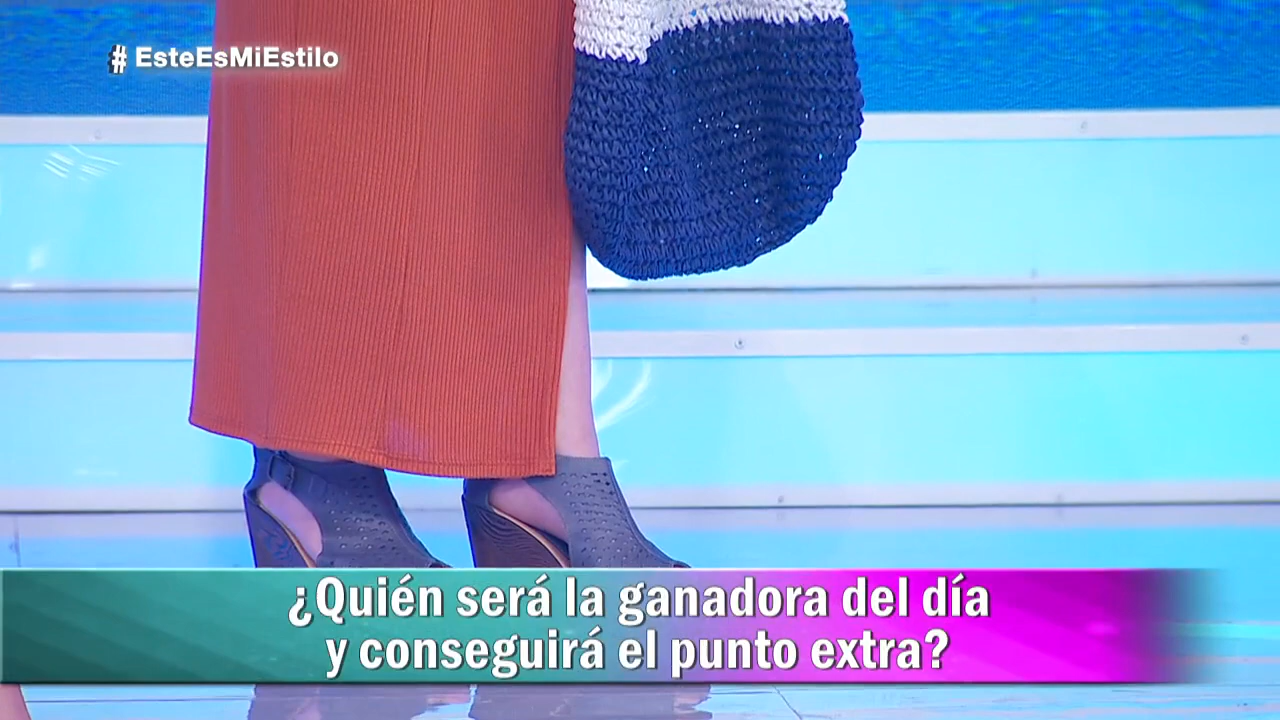 #EsteEsMiEstilo
¿Quién será la ganadora del día
y conseguirá el punto extra?